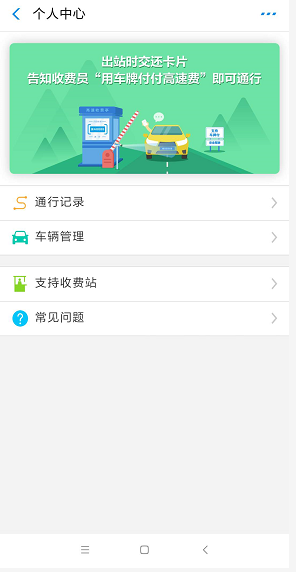 个人中心
出站时交还卡片
告知收费员“用车牌付付高速费”即可通行
通行记录
车辆管理
支持收费站
常见问题